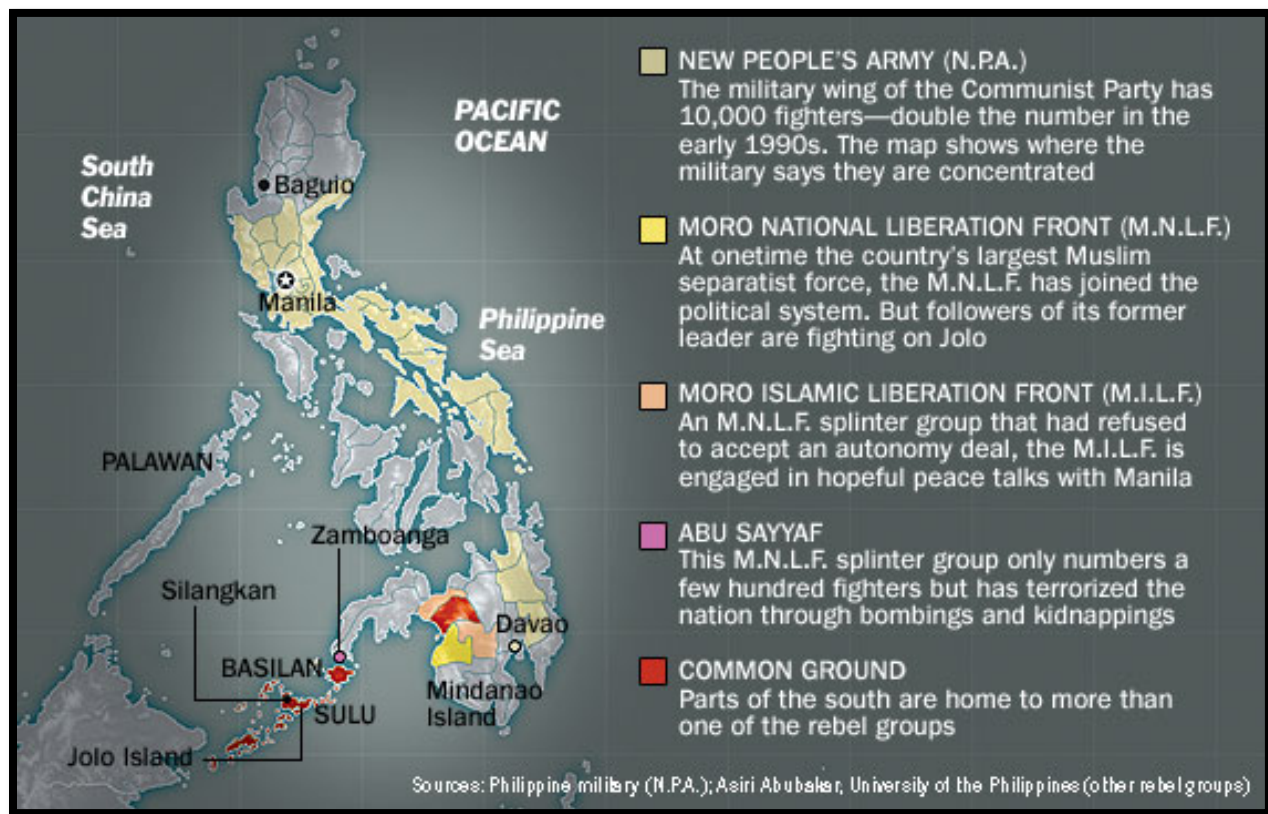 PACIFIC
OCEAN
South
China
Sea
Baguio
Manila
Philippine
Sea
PALAWAN
Zamboanga
Silangkan
Davao
BASILAN
Mindanao
Island
SULU
Jolo Island
NEW PEOPLE'S ARMY (N.P.A.)
The military wing of the Communist Party has
10,000 fighters—double the number in the
early 1990s. The map shows where the
military says they are concentrated
MORO NATIONAL LIBERATION FRONT (M.N.L.F.)
At onetime the country's largest Muslim
separatist force, the M.N.L.F. has joined the
political system. But followers of its former
leader are fighting on Jolo
MORO ISLAMIC LIBERATION FRONT (M.I.L.F.)
An M.N.L.F. splinter group that had refused
to accept an autonomy deal, the M.I.L.F. is
engaged in hopeful peace talks with Manila
ABU SAYYAF
This M.N.L.F. splinter group only numbers a
few hundred fighters but has terrorized the
nation through bombings and kidnappings
COMMON GROUND
Parts of the south are home to more than
one of the rebel groups
Sources: Philippine military (N.P.A.); Asiri Abubakar, University of the Philippines (other rebel groups)